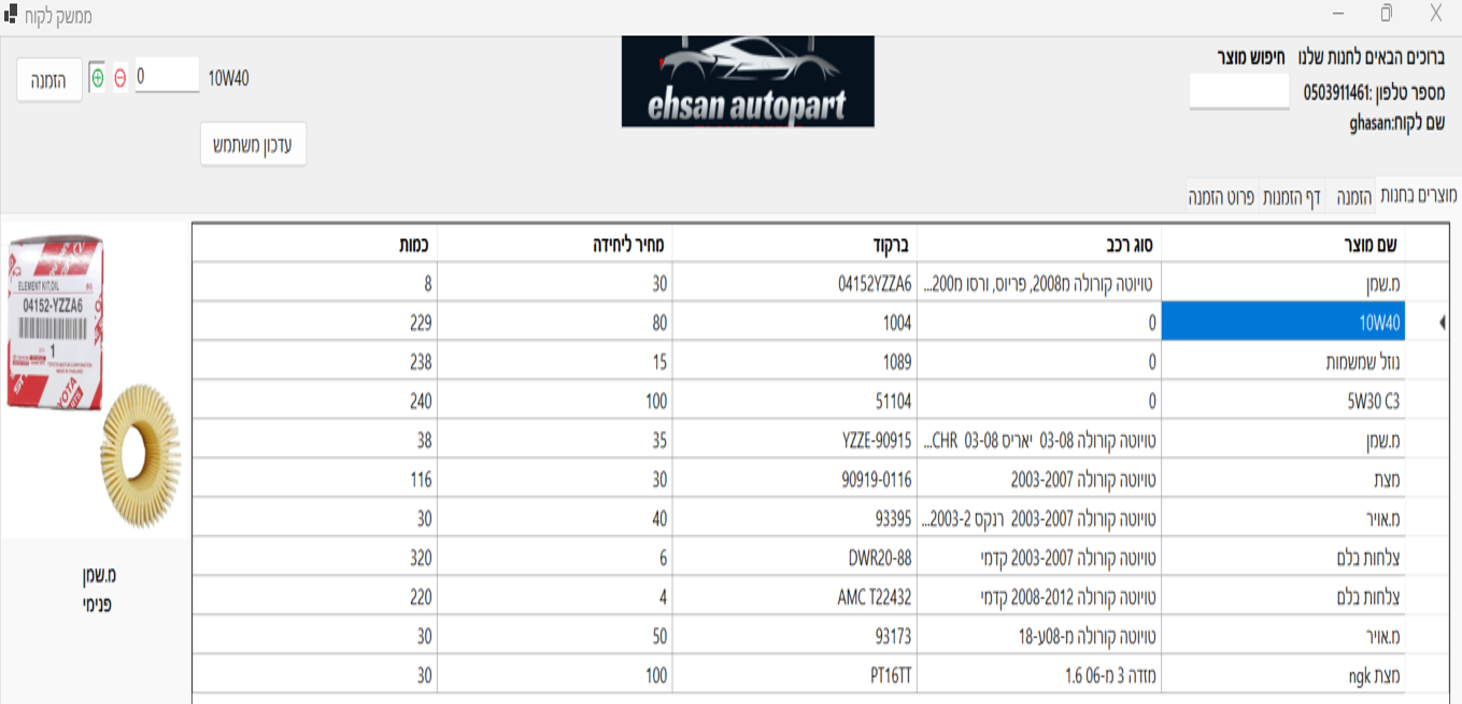 ממשק לקוח
ברוכים הבאים לחנות שלנו חיפוש מוצר
מספר טלפון :0503911461
שם לקוח:ghasan
ehsan autopart
10W40 0 הזמנה
עדכון משתמש
מוצרים בחנות הזמנה דף הזמנות פרוט הזמנה
שם מוצר סוג רכב ברקוד מחיר ליחידה כמות
מ.שמן טויוטה קורולה מ2008, פריוס, ורסו מ200... 04152YZZA6 30 8
10W40 0 1004 80 229
נוזל שמשמות 0 1089 15 238
5W30 C3 0 51104 100 240
מ.שמן טויוטה קורולה 03-08 יאריס 03-08 CHR... YZZE-90915 35 38
מצת טויוטה קורולה 2003-2007 90919-0116 30 116
מ.אויר טויוטה קורולה 2003-2007 רנקס 2003-2... 93395 40 30
צלחות בלם טויוטה קורולה 2003-2007 קדמי DWR20-88 6 320
צלחות בלם טויוטה קורולה 2008-2012 קדמי AMC T22432 4 220
מ.אויר טויוטה קורולה מ-08ע-18 93173 50 30
מצת ngk מזדה 3 מ-06 1.6 PT16TT 100 30
ELEMENT KIT,OIL
04152-YZZA6
1
TOYOTA
מ.שמן
פנימי